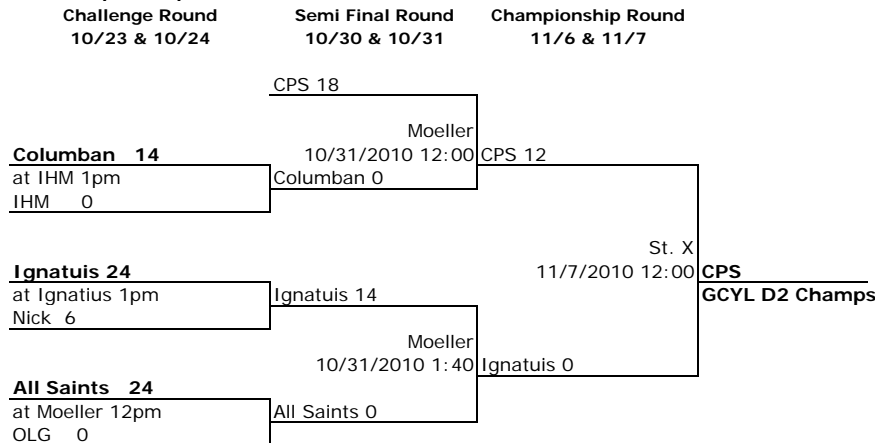 Challenge Round Semi Final Round Championship Round
10/23 & 10/24 10/30 & 10/31 11/6 & 11/7
CPS 18
Moeller
Columban 14 10/31/2010 12:00 CPS 12
at IHM 1pm Columban 0
IHM 0
St. X
Ignatuis 24 11/7/2010 12:00 CPS
at Ignatius 1pm Ignatuis 14 GCYL D2 Champs
Nick 6
Moeller
10/31/2010 1:40 Ignatuis 0
All Saints 24
at Moeller 12pm All Saints 0
OLG 0